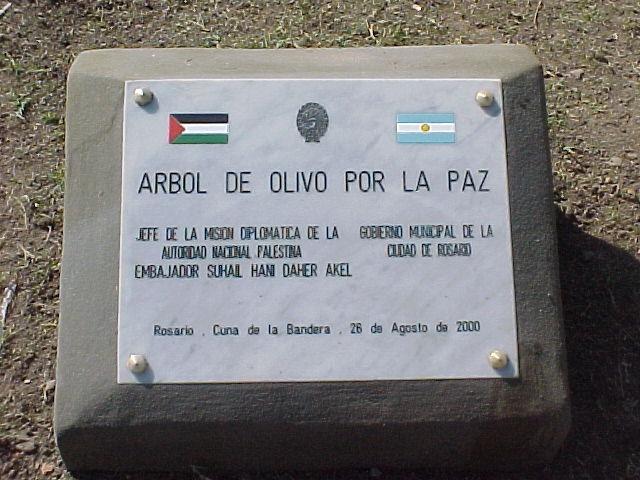 ARBOL DE OLIVO POR LA PAZ
JEFE DE LA MISION DIPLOMATICA DE LA
AUTORIDAD NACIONAL PALESTINA
EMBAJADOR SUHAIL HANI DAHER AKEL
GOBIERNO MUNICIPAL DE LA
CIUDAD DE ROSARIO
Rosario , Cuna de la Bandera , 26 de Agosto de 2000